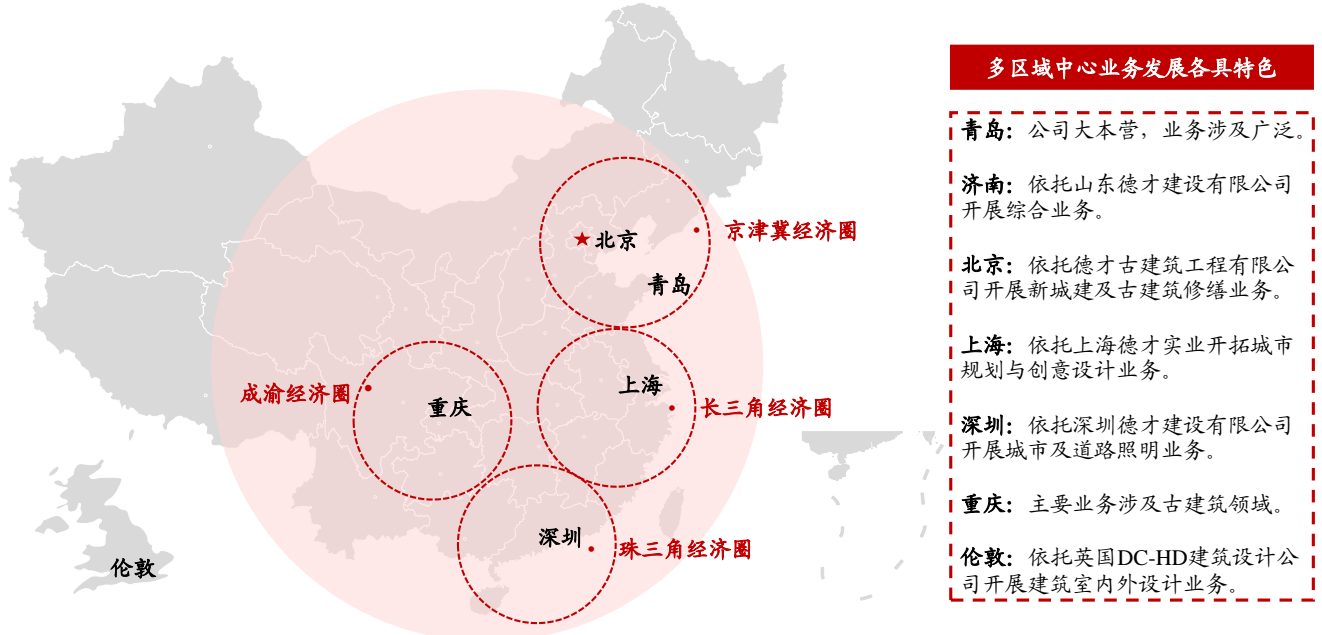 多区域中心业务发展各具特色
青岛：公司大本营，业务涉及广泛。
济南：依托山东德才建设有限公司
开展综合业务。
北京：依托德才古建筑工程有限公
司开展新城建及古建筑修缮业务。
上海：依托上海德才实业开拓城市
规划与创意设计业务。
深圳：依托深圳德才建设有限公司
开展城市及道路照明业务。
重庆：主要业务涉及古建筑领域。
伦敦：依托英国DC-HD建筑设计公
司开展建筑室内外设计业务。
京津冀经济圈
北京
青岛
上海
成渝经济圈
重庆
长三角经济圈
深圳
珠三角经济圈
伦敦